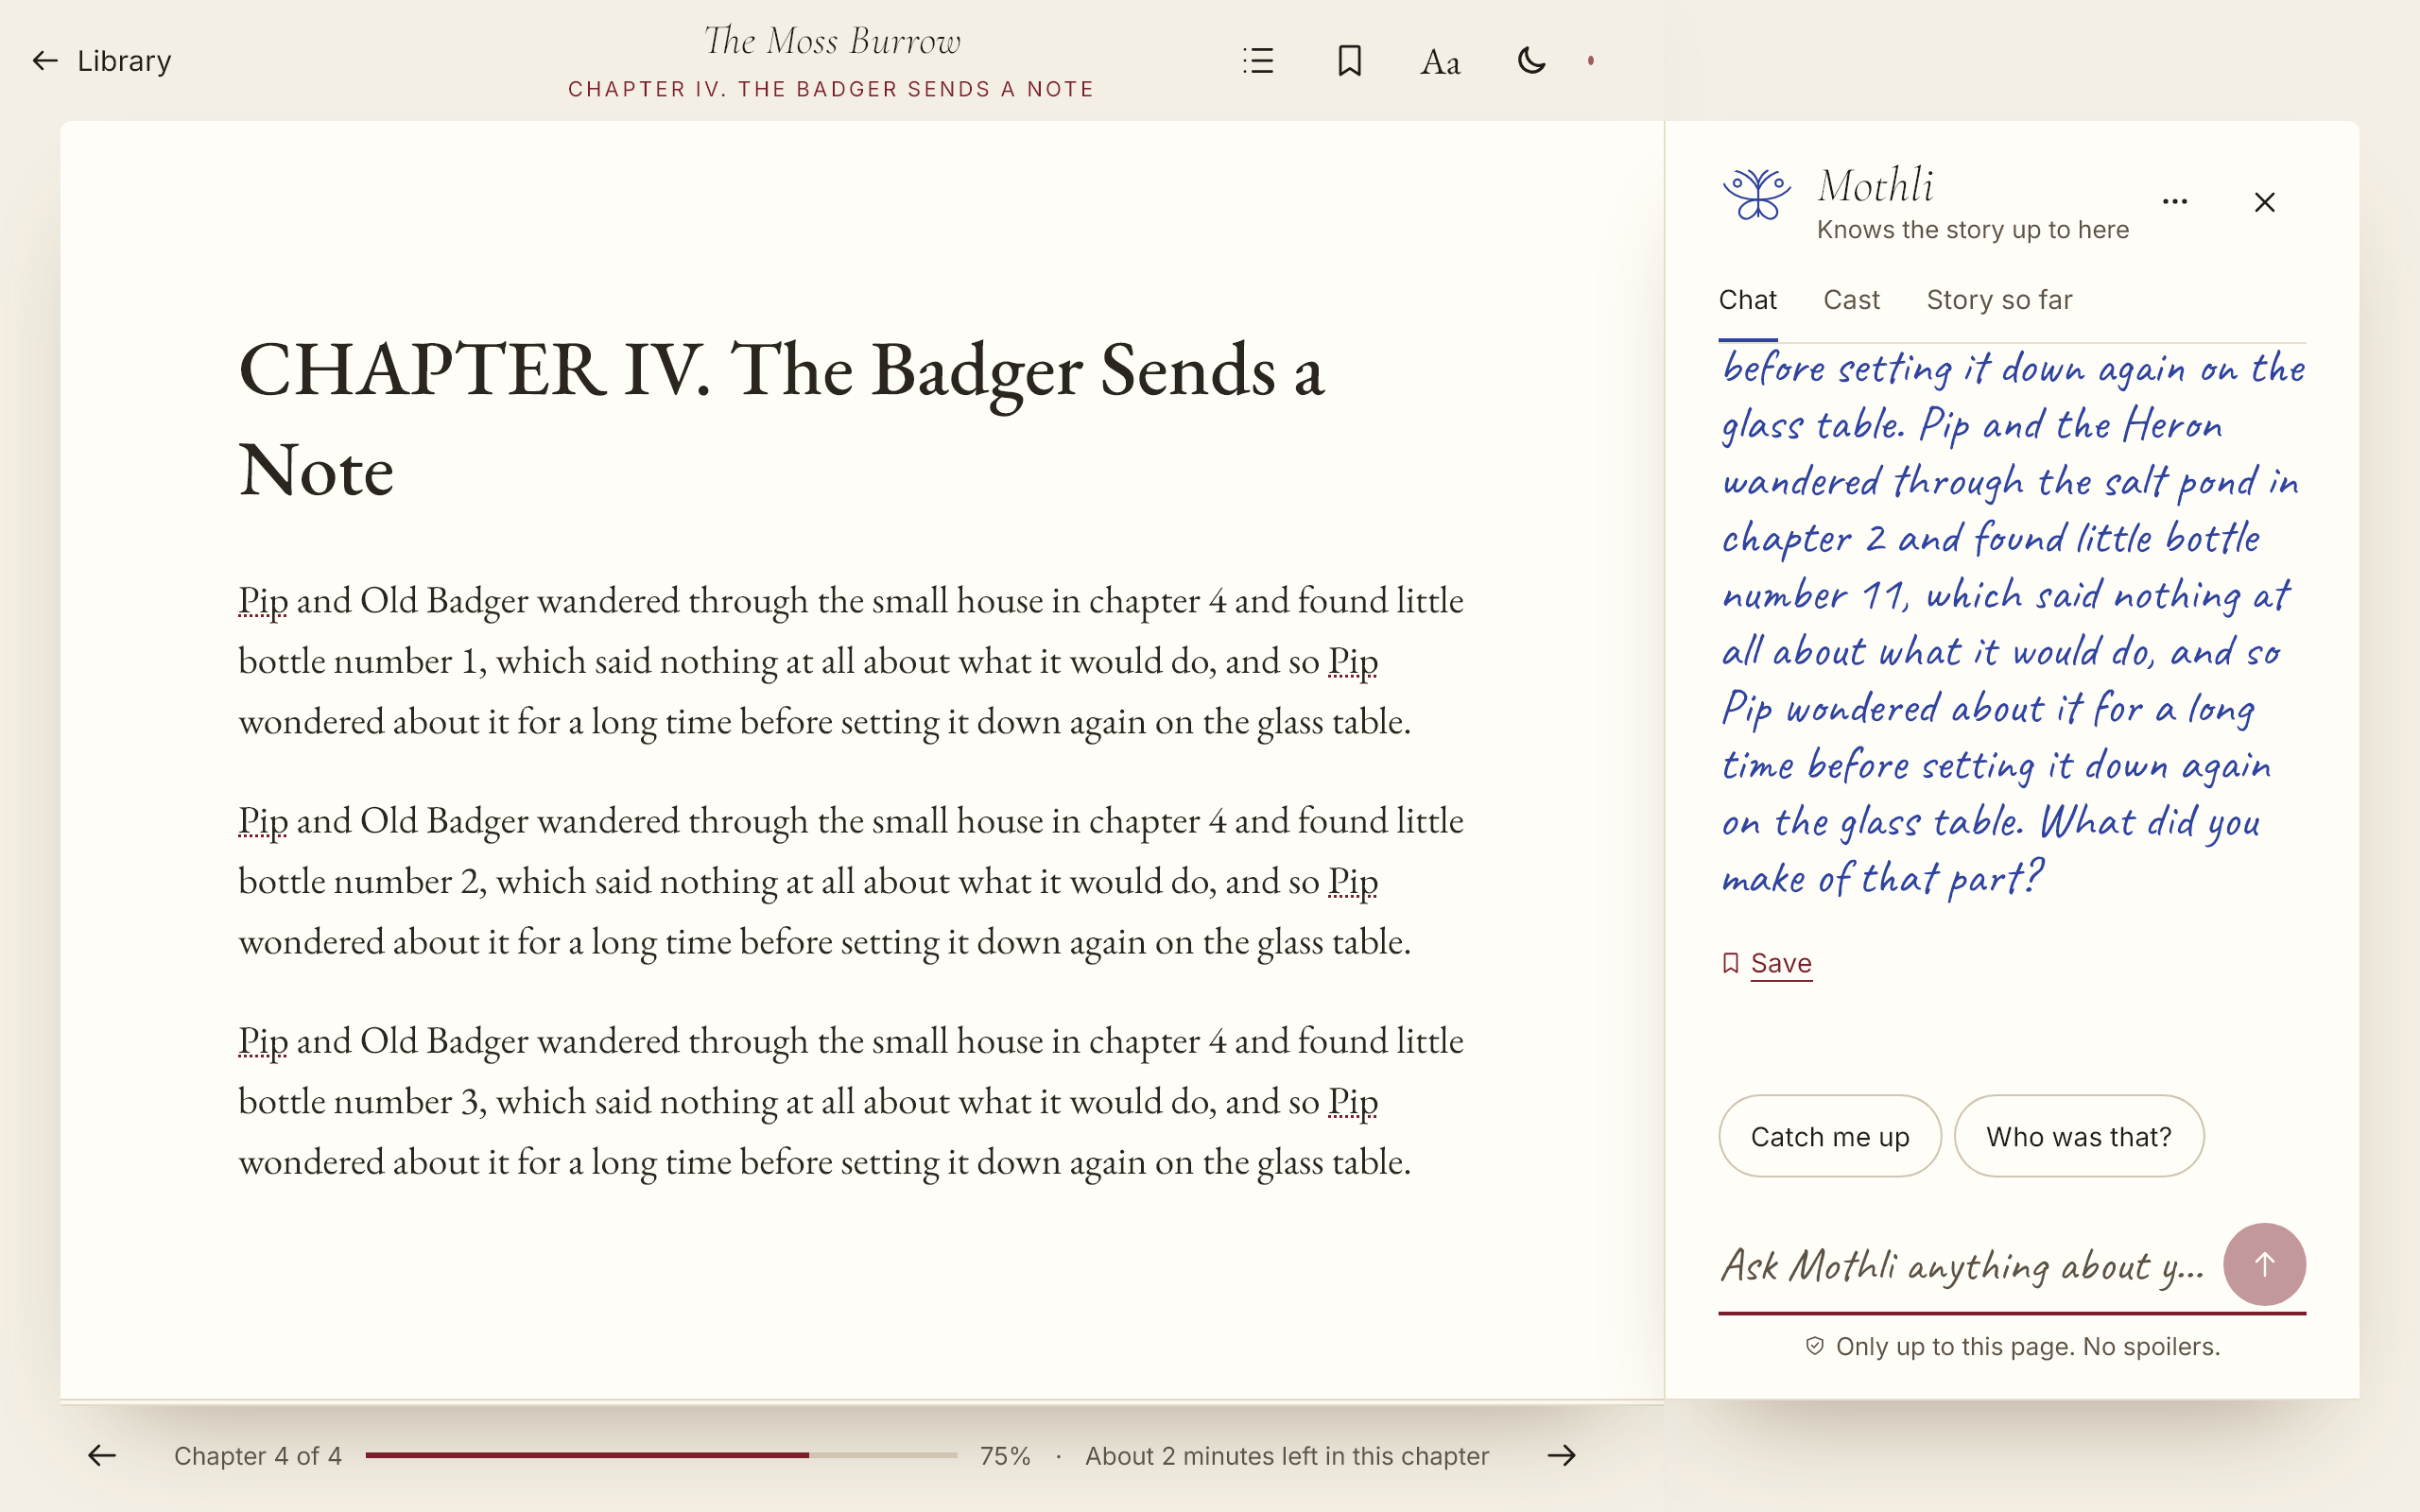 Library
The Moss Burrow
CHAPTER IV. THE BADGER SENDS A NOTE
Aa
CHAPTER IV. The Badger Sends a
Note
Pip and Old Badger wandered through the small house in chapter 4 and found little
bottle number 1, which said nothing at all about what it would do, and so Pip
wondered about it for a long time before setting it down again on the glass table.
Pip and Old Badger wandered through the small house in chapter 4 and found little
bottle number 2, which said nothing at all about what it would do, and so Pip
wondered about it for a long time before setting it down again on the glass table.
Pip and Old Badger wandered through the small house in chapter 4 and found little
bottle number 3, which said nothing at all about what it would do, and so Pip
wondered about it for a long time before setting it down again on the glass table.
Chapter 4 of 4
75% · About 2 minutes left in this chapter
Mothli
Knows the story up to here
Chat Cast Story so far
before setting it down again on the
glass table. Pip and the Heron
wandered through the salt pond in
chapter 2 and found little bottle
number 11, which said nothing at
all about what it would do, and so
Pip wondered about it for a long
time before setting it down again
on the glass table. What did you
make of that part?
Save
Catch me up
Who was that?
Ask Mothli anything about y...
Only up to this page. No spoilers.